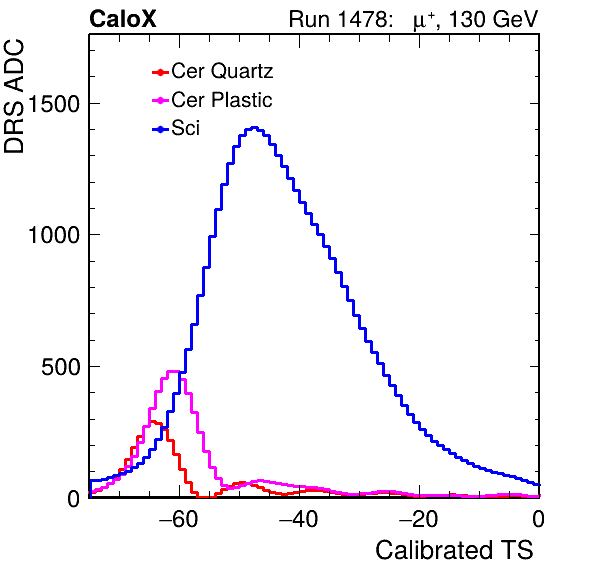 CaloX Run 1478: μ⁺, 130 GeV
DRS ADC
Cer Quartz
Cer Plastic
Sci
1500
1000
500
0
−60 −40 −20 0
Calibrated TS